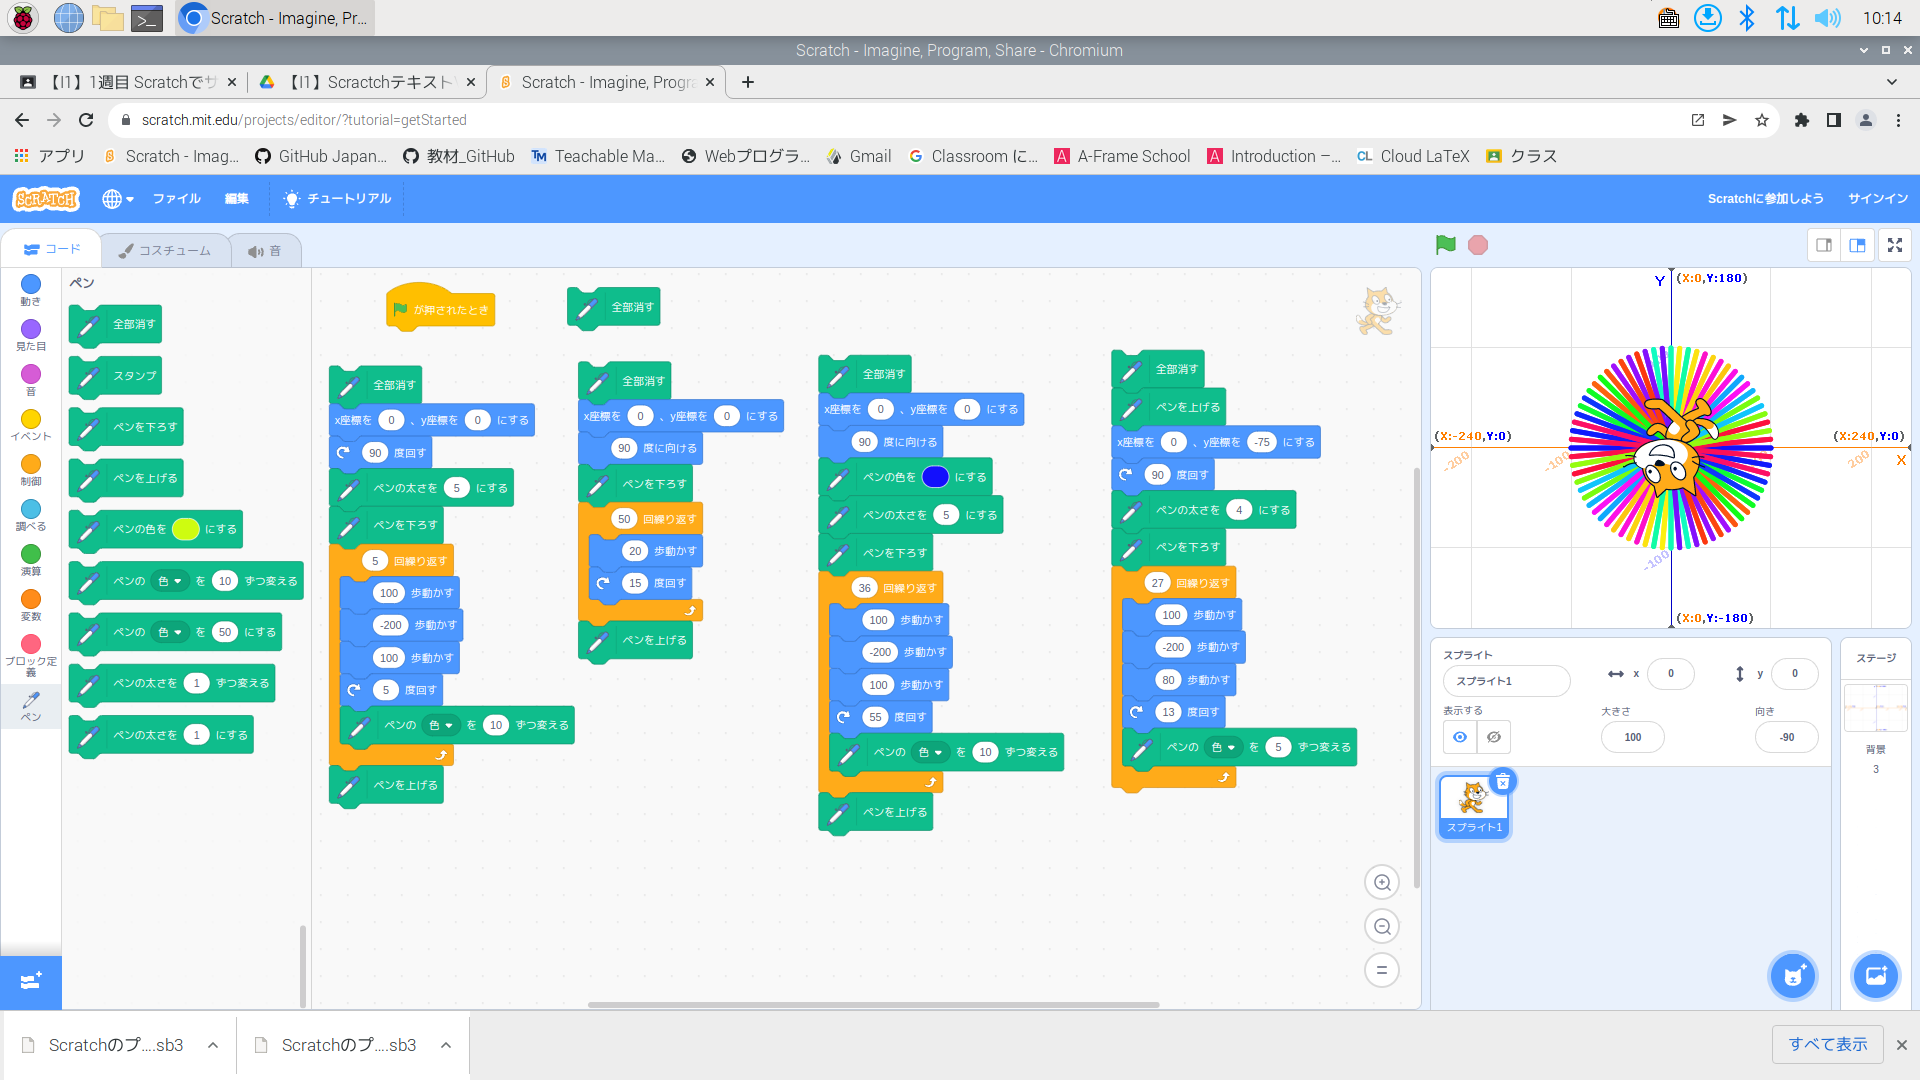 Scratch - Imagine, Pr...
10:14
Scratch - Imagine, Program, Share - Chromium
【I1】1週目 Scratchでサ
【I1】Scractchテキスト
Scratch - Imagine, Progra
scratch.mit.edu/projects/editor/?tutorial=getStarted
アプリ
Scratch - Imag...
GitHub Japan...
教材_GitHub
Teachable Ma...
Webプログラ...
Gmail
Classroom に...
A-Frame School
Introduction –...
Cloud LaTeX
クラス
SCRATCH
ファイル
編集
チュートリアル
Scratchに参加しよう
サインイン
コード
コスチューム
音
動き
見た目
音
イベント
制御
調べる
演算
変数
ブロック定
義
ペン
ペン
全部消す
スタンプ
ペンを下ろす
ペンを上げる
ペンの色を にする
ペンの 色 を 10 ずつ変える
ペンの 色 を 50 にする
ペンの太さを 1 ずつ変える
ペンの太さを 1 にする
が押されたとき
全部消す
全部消す
x座標を 0 、y座標を 0 にする
90 度回す
ペンの太さを 5 にする
ペンを下ろす
5 回繰り返す
100 歩動かす
-200 歩動かす
100 歩動かす
5 度回す
ペンの 色 を 10 ずつ変える
ペンを上げる
全部消す
x座標を 0 、y座標を 0 にする
90 度に向ける
ペンを下ろす
50 回繰り返す
20 歩動かす
15 度回す
ペンを上げる
全部消す
x座標を 0 、y座標を 0 にする
90 度に向ける
ペンの色を にする
ペンの太さを 5 にする
ペンを下ろす
36 回繰り返す
100 歩動かす
-200 歩動かす
100 歩動かす
55 度回す
ペンの 色 を 10 ずつ変える
ペンを上げる
全部消す
ペンを上げる
x座標を 0 、y座標を -75 にする
90 度回す
ペンの太さを 4 にする
ペンを下ろす
27 回繰り返す
100 歩動かす
-200 歩動かす
80 歩動かす
13 度回す
ペンの 色 を 5 ずつ変える
Y (X:0,Y:180)
(X:-240,Y:0)
(X:240,Y:0)
-200
-100
200
X
-100
(X:0,Y:-180)
スプライト
スプライト1
x 0
y 0
表示する
大きさ
100
向き
-90
スプライト1
ステージ
背景
3
Scratchのプ....sb3
Scratchのプ....sb3
すべて表示